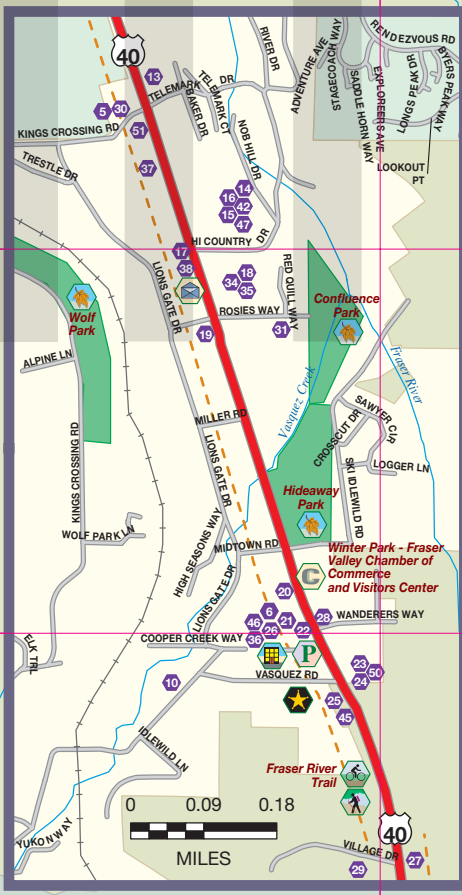 40
13
RIVER DR
ADVENTURE AVE
STAGECOACH WAY
RENDEZVOUS RD
BYERS PEAK WAY
SADDLE HORN WAY
EXPLORERS AVE
LONGS PEAK DR
LOOKOUT
PT
TELEMARK DR
BAKER DR
TELEMARK CT
NOB HILL DR
5
30
51
KINGS CROSSING RD
TRESTLE DR
37
14
16
42
15
47
HI COUNTRY DR
17
38
LIONS GATE DR
18
34
35
RED QUILL WAY
ROSIES WAY
31
19
Wolf
Park
Confluence
Park
Fraser River
Vasquez Creek
ALPINE LN
KINGS CROSSING RD
MILLER RD
LIONS GATE DR
SAWYER CIR
CROSSCUT DR
LOGGER LN
SKI IDLEWILD RD
Hideaway
Park
WOLF PARK LN
HIGH SEASONS WAY
MIDTOWN RD
Winter Park - Fraser
Valley Chamber of
Commerce
and Visitors Center
C
LIONS GATE DR
20
6
46
21
26
22
28
WANDERERS WAY
36
COOPER CREEK WAY
P
ELK TRL
VASQUEZ RD
23
50
24
10
25
45
IDLEWILD LN
Fraser River
Trail
0 0.09 0.18
MILES
YUKON WAY
40
VILLAGE DR
27
29